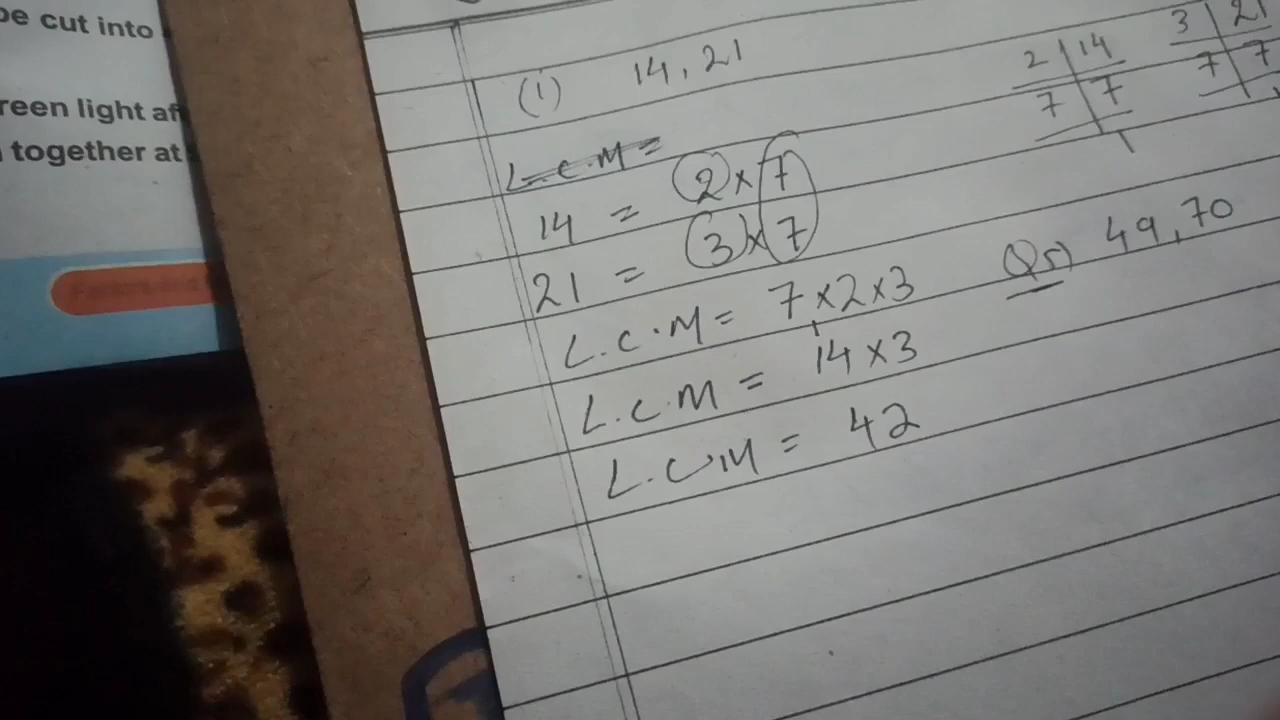 be cut into
reen light af
together at
(i) 14, 21
2 | 14
7 | 7
1
3 | 21
7 | 7
L.C.M =
14 = 2 x 7
21 = 3 x 7
L.C.M = 7 x 2 x 3
L.C.M = 14 x 3
L.C.M = 42
Q5) 49, 70